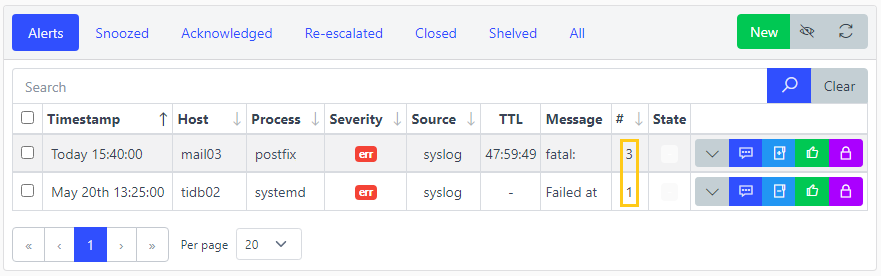 Alerts Snoozed Acknowledged Re-escalated Closed Shelved All New
Search Clear
Timestamp ↑ Host ↓ Process ↓ Severity ↓ Source ↓ TTL Message # ↓ State
Today 15:40:00 mail03 postfix err syslog 47:59:49 fatal: 3
May 20th 13:25:00 tidb02 systemd err syslog - Failed at 1
« ‹ 1 › » Per page 20